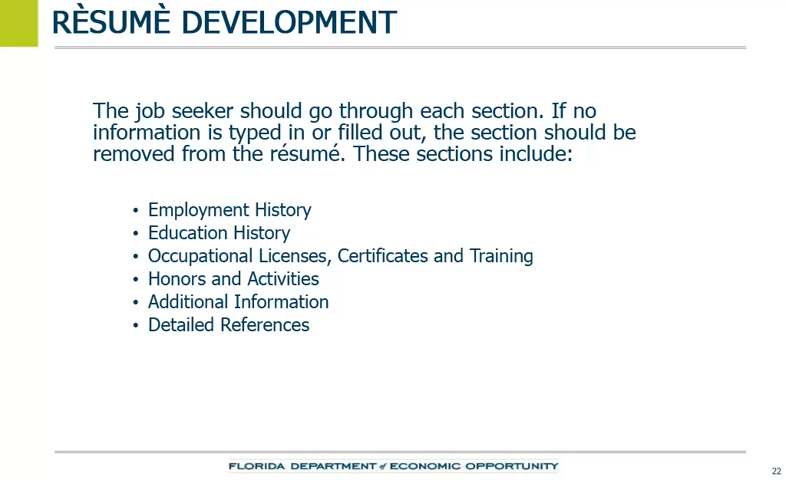 RÈSUMÈ DEVELOPMENT
The job seeker should go through each section. If no
information is typed in or filled out, the section should be
removed from the résumé. These sections include:
• Employment History
• Education History
• Occupational Licenses, Certificates and Training
• Honors and Activities
• Additional Information
• Detailed References
FLORIDA DEPARTMENT of ECONOMIC OPPORTUNITY
22